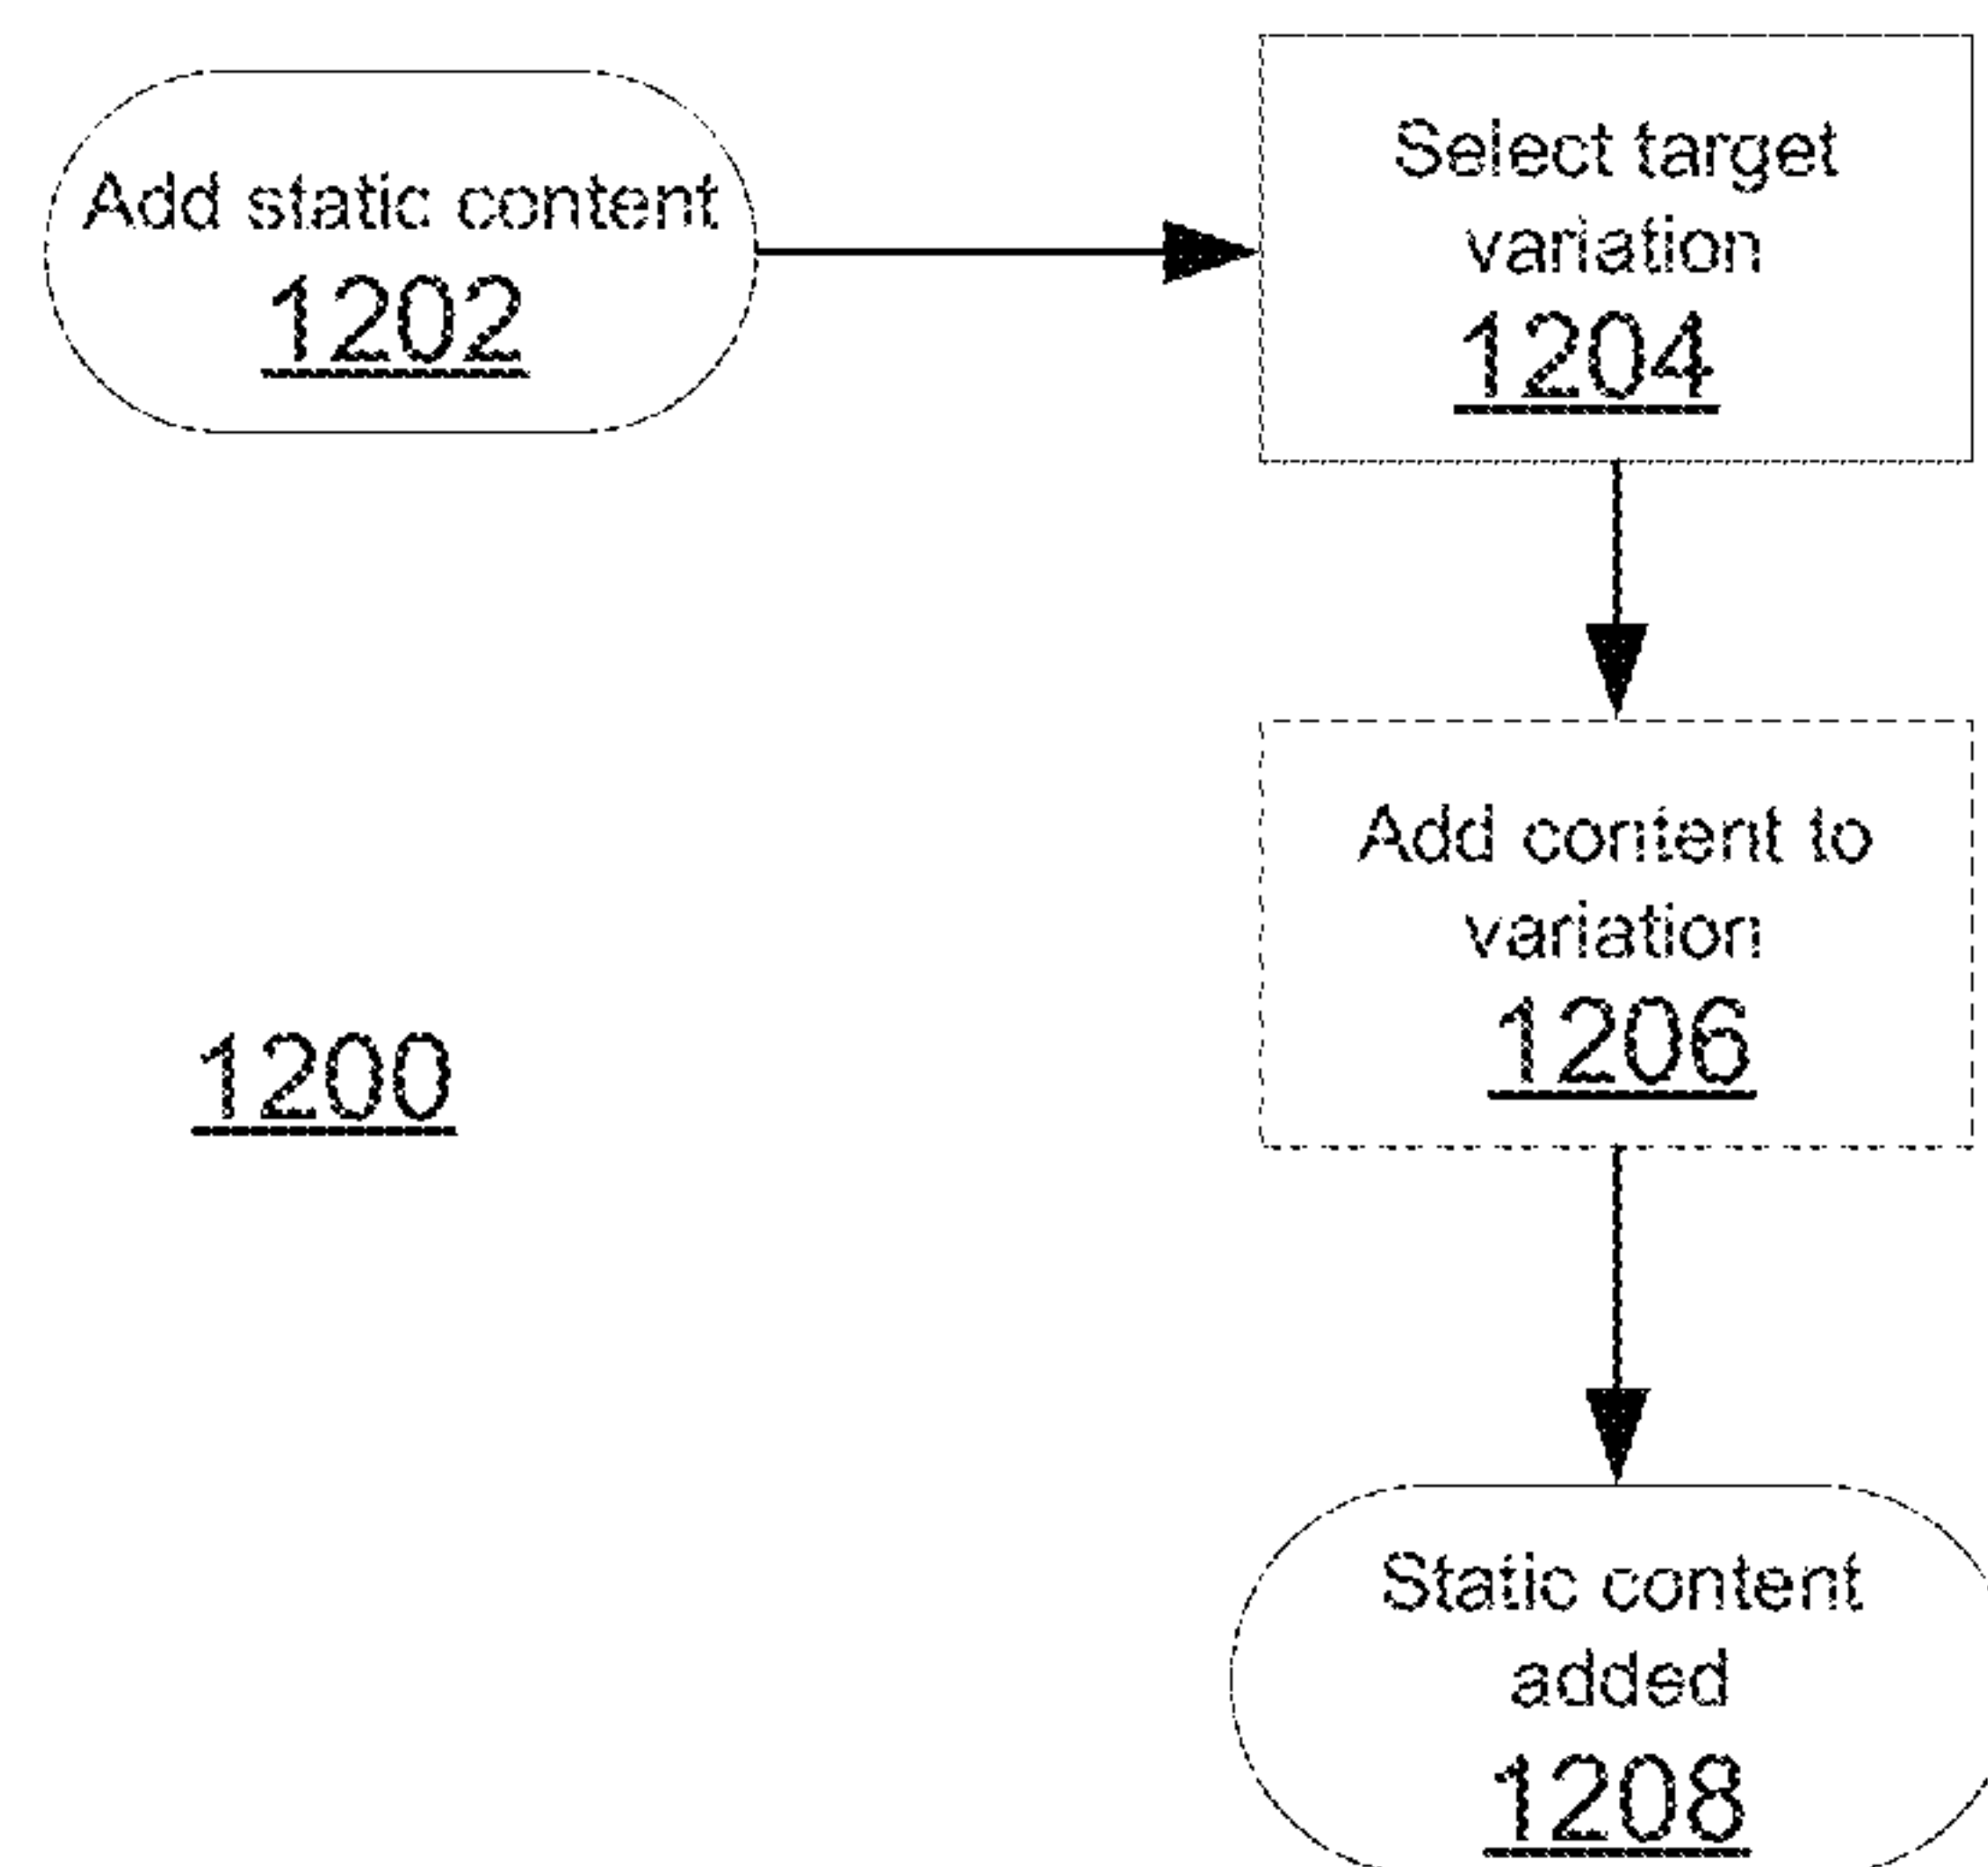 Add static content
1202
Select target
variation
1204
Add content to
variation
1206
1200
Static content
added
1208